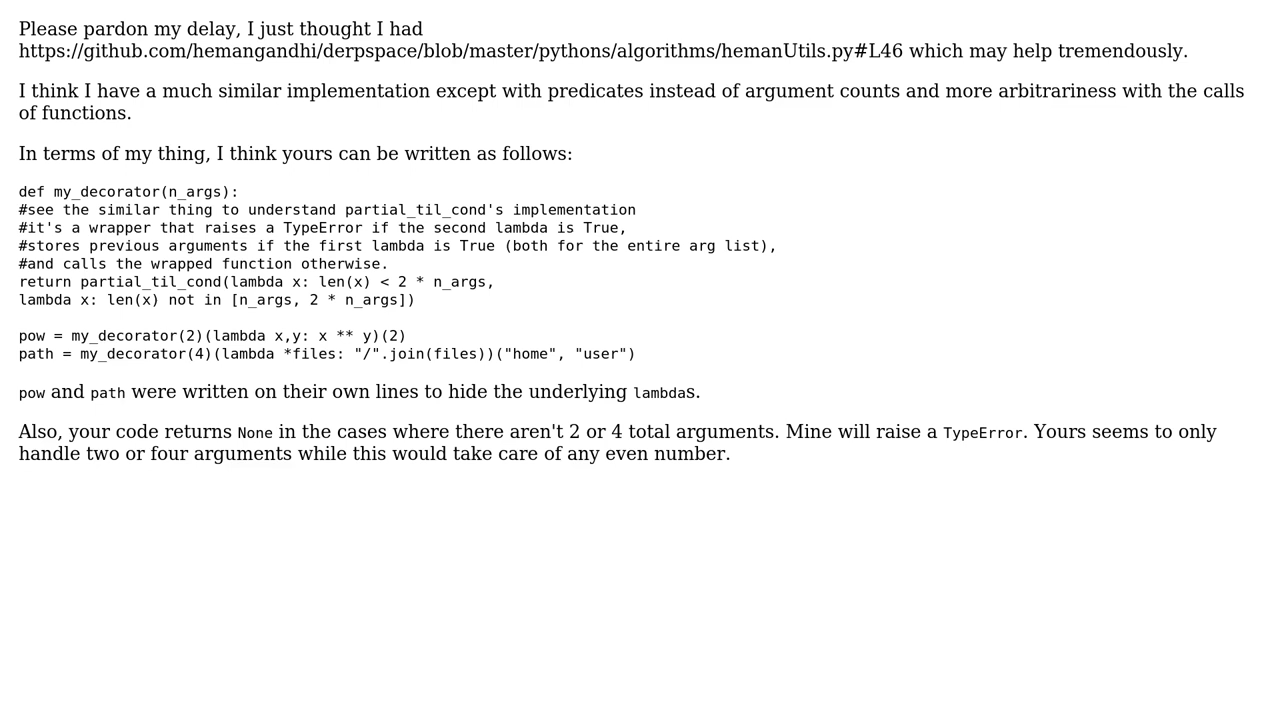 Please pardon my delay, I just thought I had
https://github.com/hemangandhi/derpspace/blob/master/pythons/algorithms/hemanUtils.py#L46 which may help tremendously.
I think I have a much similar implementation except with predicates instead of argument counts and more arbitrariness with the calls
of functions.
In terms of my thing, I think yours can be written as follows:
def my_decorator(n_args):
#see the similar thing to understand partial_til_cond's implementation
#it's a wrapper that raises a TypeError if the second lambda is True,
#stores previous arguments if the first lambda is True (both for the entire arg list),
#and calls the wrapped function otherwise.
return partial_til_cond(lambda x: len(x) < 2 * n_args,
lambda x: len(x) not in [n_args, 2 * n_args])
pow = my_decorator(2)(lambda x,y: x ** y)(2)
path = my_decorator(4)(lambda *files: "/".join(files))("home", "user")
pow and path were written on their own lines to hide the underlying lambdas.
Also, your code returns None in the cases where there aren't 2 or 4 total arguments. Mine will raise a TypeError. Yours seems to only
handle two or four arguments while this would take care of any even number.